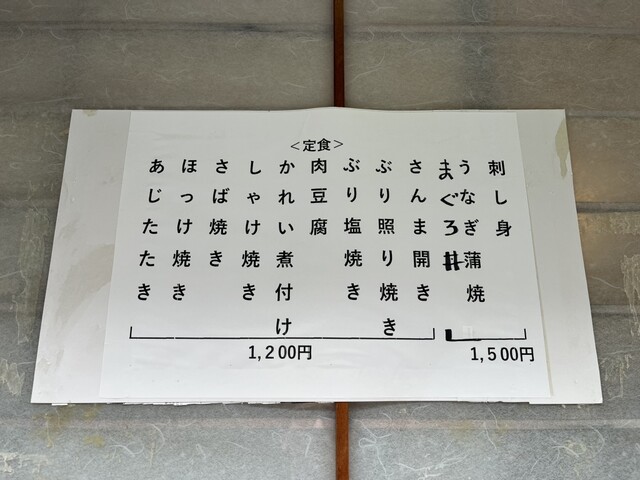 ＜定食＞
刺し身
うなぎ蒲焼
まぐろ丼
さんま開き
ぶり照り焼き
ぶり塩焼き
肉豆腐
かれい煮付け
しゃけ焼き
さば焼き
ほっけ焼き
あじたたき
1,500円
1,200円